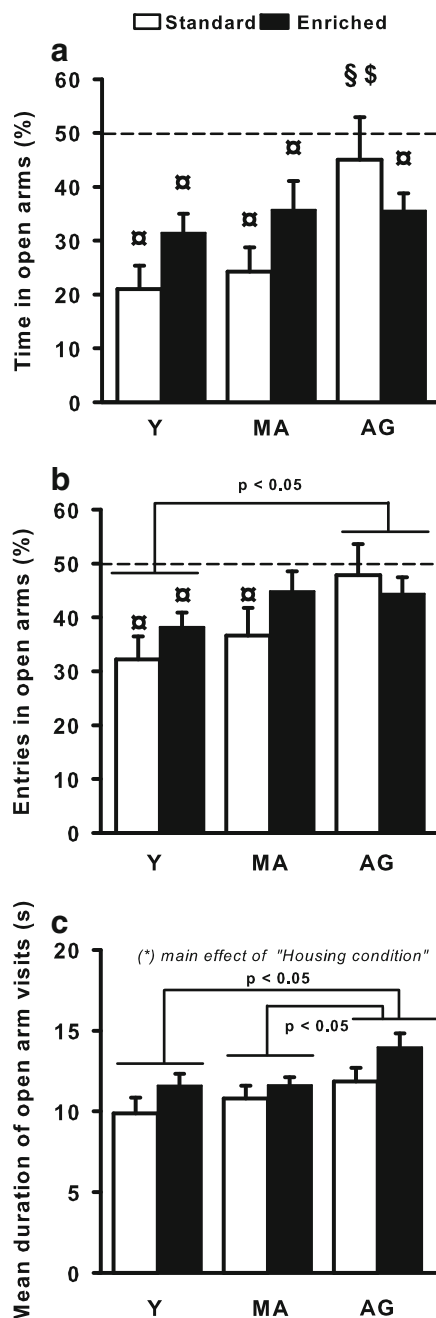 Standard Enriched
a
Time in open arms (%)
60
50
40
30
20
10
0
§ $
¤ ¤ ¤ ¤ ¤
Y MA AG
b
Entries in open arms (%)
p < 0.05
60
50
40
30
20
10
0
¤ ¤ ¤
Y MA AG
c
Mean duration of open arm visits (s)
20
15
10
5
0
(*) main effect of "Housing condition"
p < 0.05
p < 0.05
Y MA AG